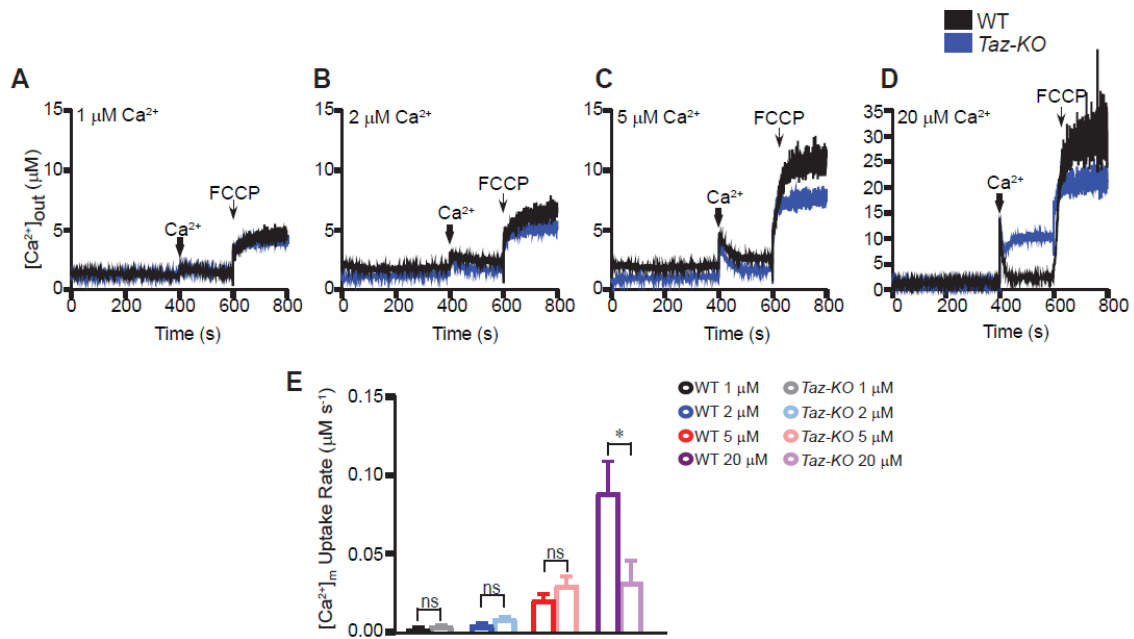 WT
Taz-KO
A
B
C
D
15
10
5
0
1 μM Ca²⁺
Ca²⁺
FCCP
0 200 400 600 800
Time (s)
[Ca²⁺]out (μM)
15
10
5
0
2 μM Ca²⁺
Ca²⁺
FCCP
0 200 400 600 800
Time (s)
15
10
5
0
5 μM Ca²⁺
Ca²⁺
FCCP
0 200 400 600 800
Time (s)
35
30
25
20
15
10
5
0
20 μM Ca²⁺
Ca²⁺
FCCP
0 200 400 600 800
Time (s)
E
[Ca²⁺]m Uptake Rate (μM s⁻¹)
0.15
0.10
0.05
0.00
ns
ns
ns
*
WT 1 μM
Taz-KO 1 μM
WT 2 μM
Taz-KO 2 μM
WT 5 μM
Taz-KO 5 μM
WT 20 μM
Taz-KO 20 μM